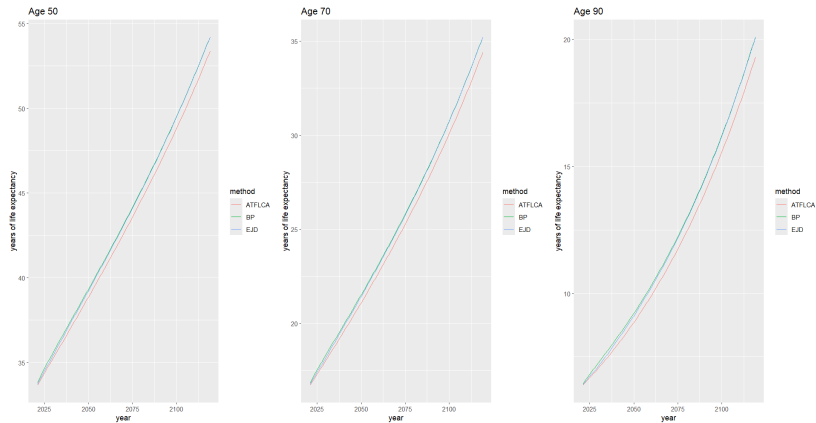 Age 50
years of life expectancy
55
50
45
40
35
2025
2050
2075
2100
year
method
ATFLCA
BP
EJD
Age 70
years of life expectancy
35
30
25
20
2025
2050
2075
2100
year
method
ATFLCA
BP
EJD
Age 90
years of life expectancy
20
15
10
2025
2050
2075
2100
year
method
ATFLCA
BP
EJD